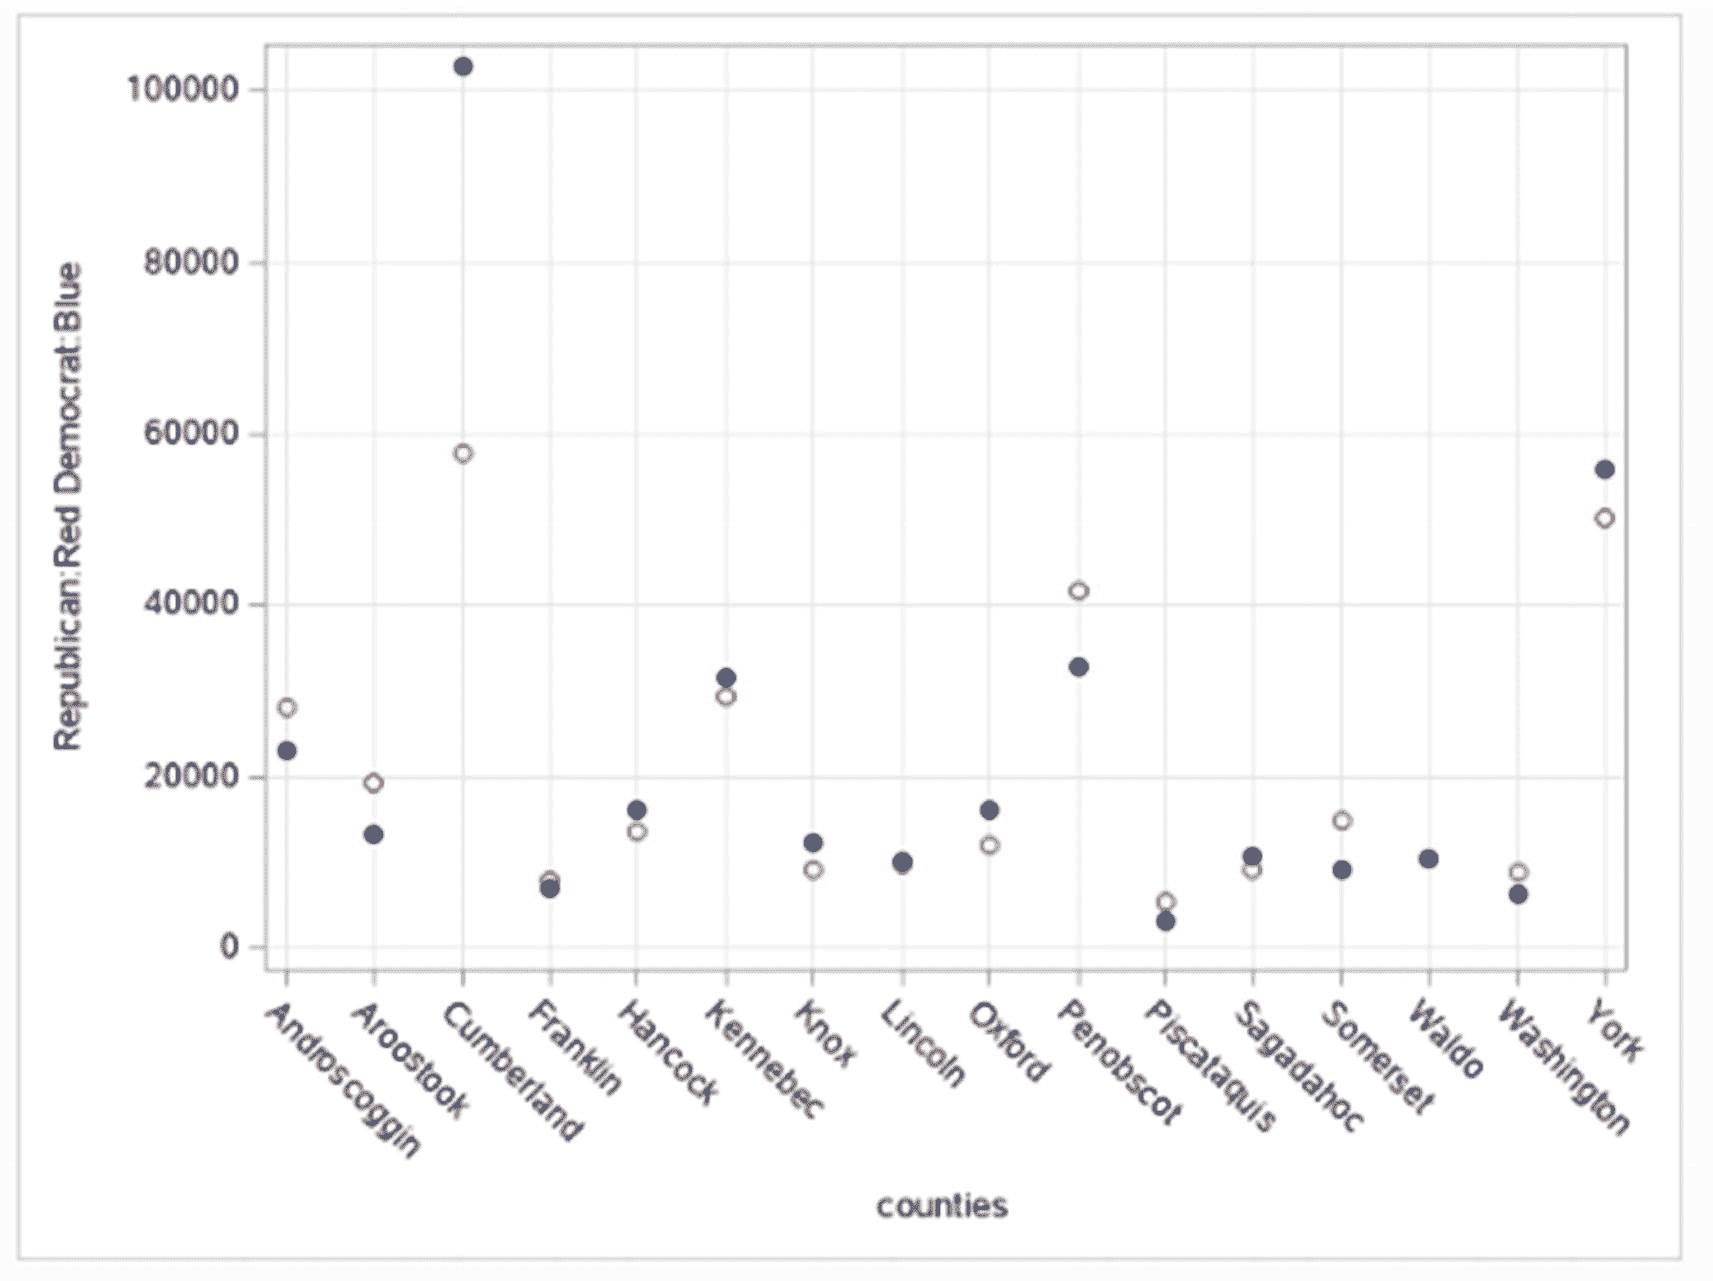 Republican:Red Democrat:Blue
100000
80000
60000
40000
20000
0
Androscoggin
Aroostook
Cumberland
Franklin
Hancock
Kennebec
Knox
Lincoln
Oxford
Penobscot
Piscataquis
Sagadahoc
Somerset
Waldo
Washington
York
counties